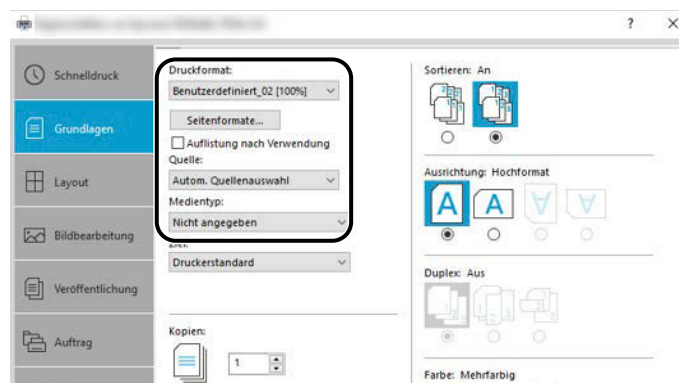 ?
Schnelldruck
Grundlagen
Layout
Bildbearbeitung
Veröffentlichung
Auftrag
Druckformat:
Benutzerdefiniert_02 [100%]
Seitenformate...
Auflistung nach Verwendung
Quelle:
Autom. Quellenauswahl
Medientyp:
Nicht angegeben
Ziel:
Druckerstandard
Kopien:
1
Sortieren: An
Ausrichtung: Hochformat
A A A A
Duplex: Aus
Farbe: Mehrfarbig